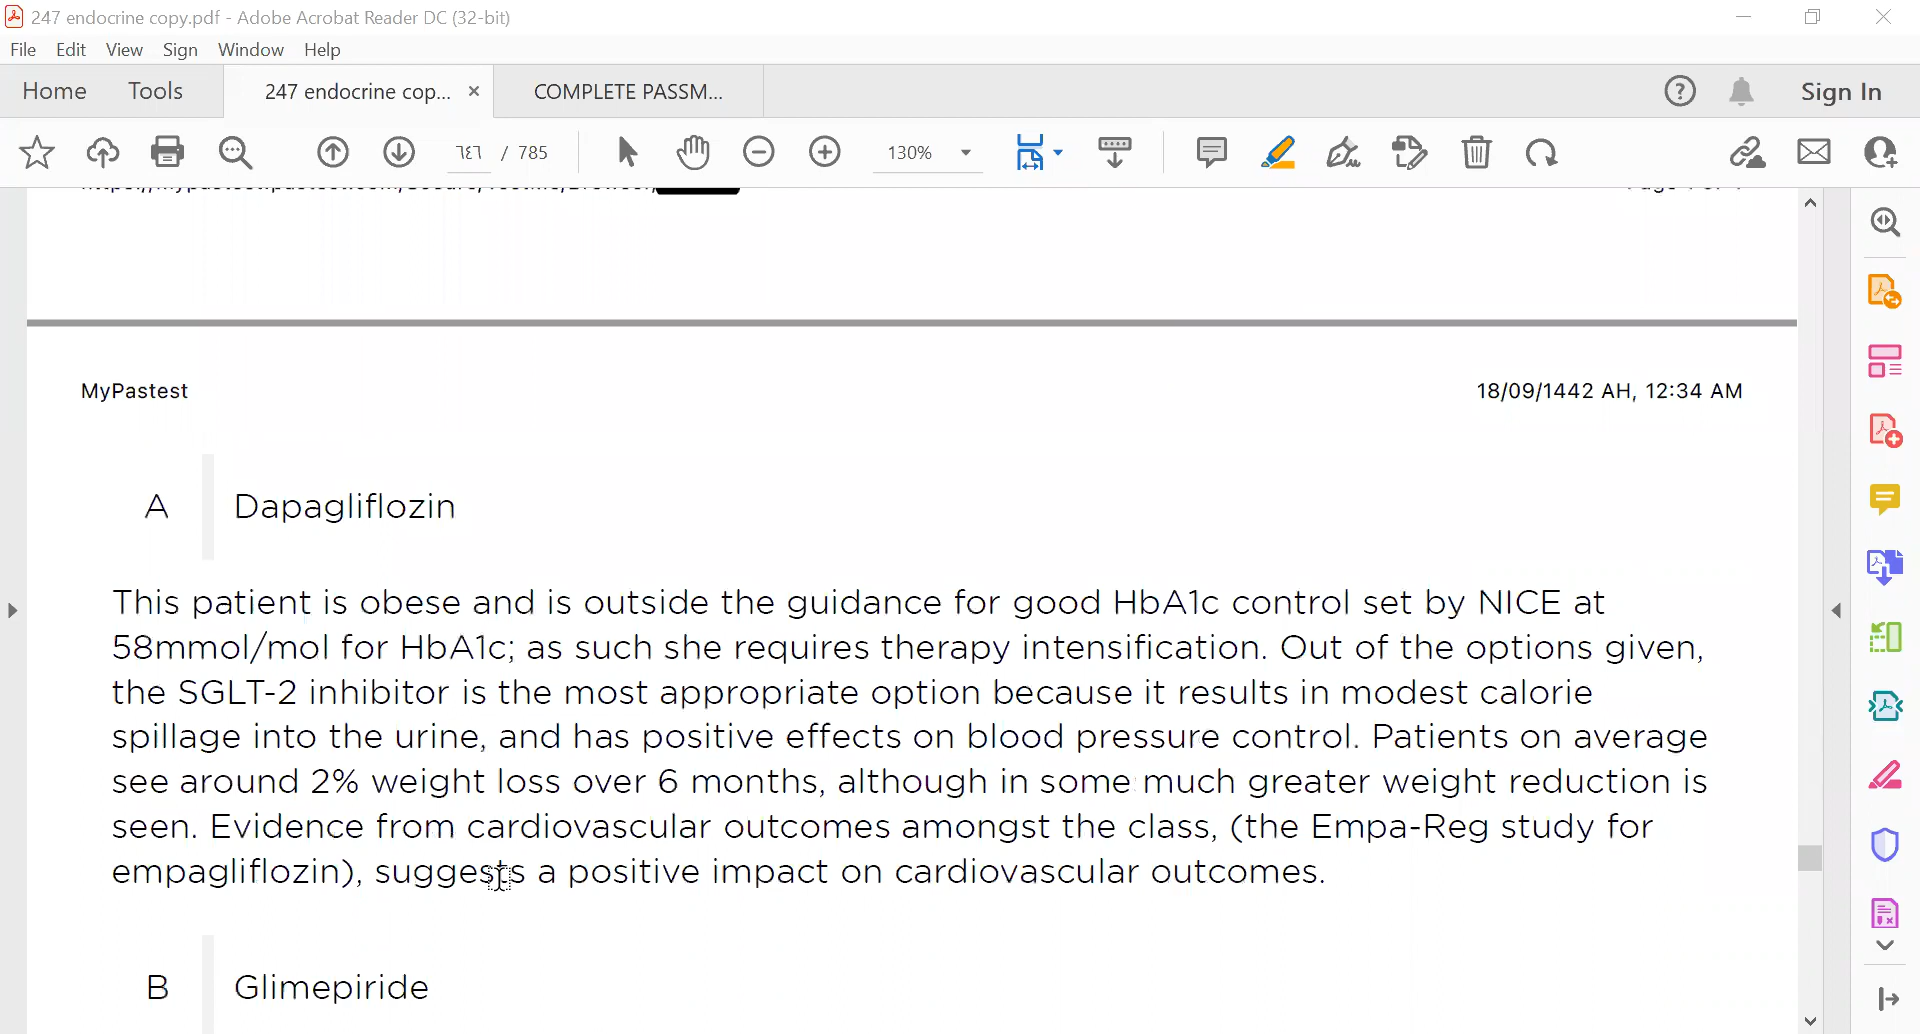 247 endocrine copy.pdf - Adobe Acrobat Reader DC (32-bit)
File Edit View Sign Window Help
Home Tools 247 endocrine cop... × COMPLETE PASSM... Sign In
/ 785 130%
MyPastest 18/09/1442 AH, 12:34 AM
A Dapagliflozin
This patient is obese and is outside the guidance for good HbA1c control set by NICE at
58mmol/mol for HbA1c; as such she requires therapy intensification. Out of the options given,
the SGLT-2 inhibitor is the most appropriate option because it results in modest calorie
spillage into the urine, and has positive effects on blood pressure control. Patients on average
see around 2% weight loss over 6 months, although in some much greater weight reduction is
seen. Evidence from cardiovascular outcomes amongst the class, (the Empa-Reg study for
empagliflozin), suggests a positive impact on cardiovascular outcomes.
B Glimepiride